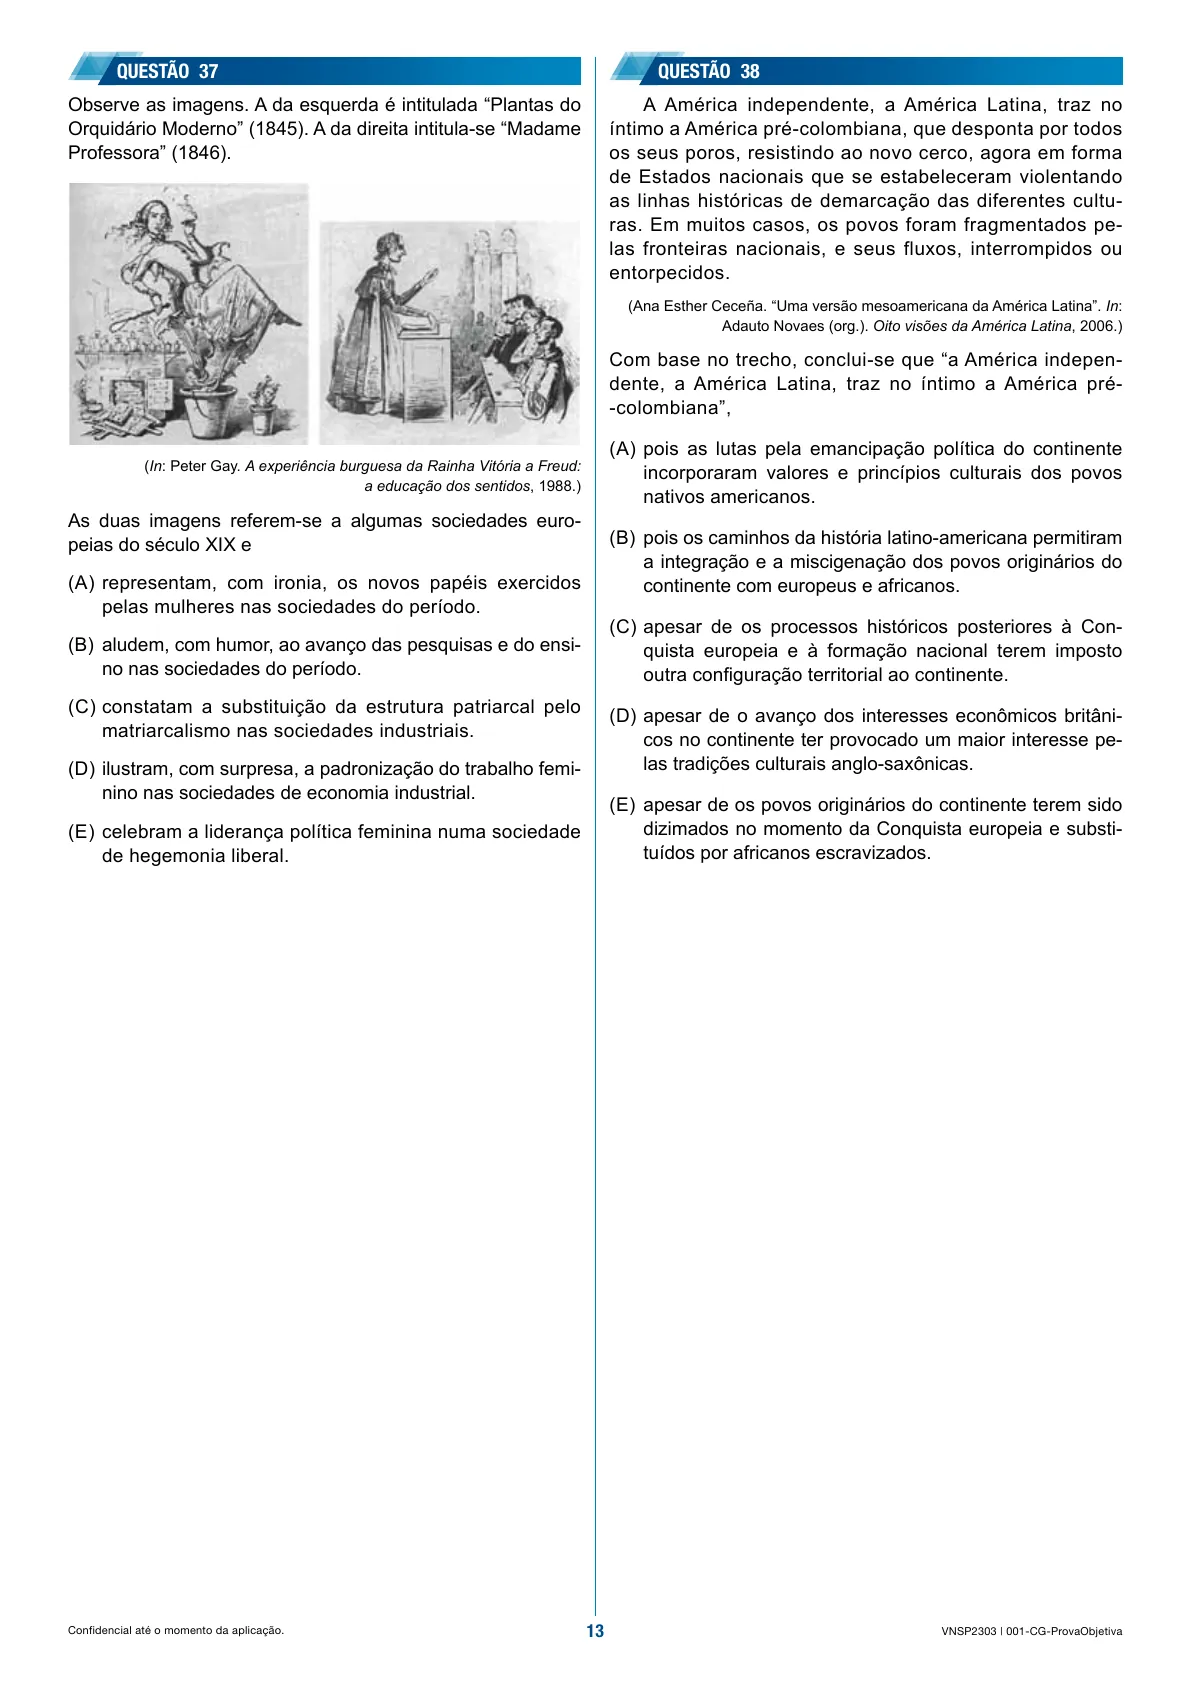 QUESTÃO 37
Observe as imagens. A da esquerda é intitulada “Plantas do
Orquidário Moderno” (1845). A da direita intitula-se “Madame
Professora” (1846).
(In: Peter Gay. A experiência burguesa da Rainha Vitória a Freud:
a educação dos sentidos, 1988.)
As duas imagens referem-se a algumas sociedades euro-
peias do século XIX e
(A) representam, com ironia, os novos papéis exercidos
pelas mulheres nas sociedades do período.
(B) aludem, com humor, ao avanço das pesquisas e do ensi-
no nas sociedades do período.
(C) constatam a substituição da estrutura patriarcal pelo
matriarcalismo nas sociedades industriais.
(D) ilustram, com surpresa, a padronização do trabalho femi-
nino nas sociedades de economia industrial.
(E) celebram a liderança política feminina numa sociedade
de hegemonia liberal.
QUESTÃO 38
A América independente, a América Latina, traz no
íntimo a América pré-colombiana, que desponta por todos
os seus poros, resistindo ao novo cerco, agora em forma
de Estados nacionais que se estabeleceram violentando
as linhas históricas de demarcação das diferentes cultu-
ras. Em muitos casos, os povos foram fragmentados pe-
las fronteiras nacionais, e seus fluxos, interrompidos ou
entorpecidos.
(Ana Esther Ceceña. “Uma versão mesoamericana da América Latina”. In:
Adauto Novaes (org.). Oito visões da América Latina, 2006.)
Com base no trecho, conclui-se que “a América indepen-
dente, a América Latina, traz no íntimo a América pré-
-colombiana”,
(A) pois as lutas pela emancipação política do continente
incorporaram valores e princípios culturais dos povos
nativos americanos.
(B) pois os caminhos da história latino-americana permitiram
a integração e a miscigenação dos povos originários do
continente com europeus e africanos.
(C) apesar de os processos históricos posteriores à Con-
quista europeia e à formação nacional terem imposto
outra configuração territorial ao continente.
(D) apesar de o avanço dos interesses econômicos britâni-
cos no continente ter provocado um maior interesse pe-
las tradições culturais anglo-saxônicas.
(E) apesar de os povos originários do continente terem sido
dizimados no momento da Conquista europeia e substi-
tuídos por africanos escravizados.
Confidencial até o momento da aplicação.
13
VNSP2303 | 001-CG-ProvaObjetiva